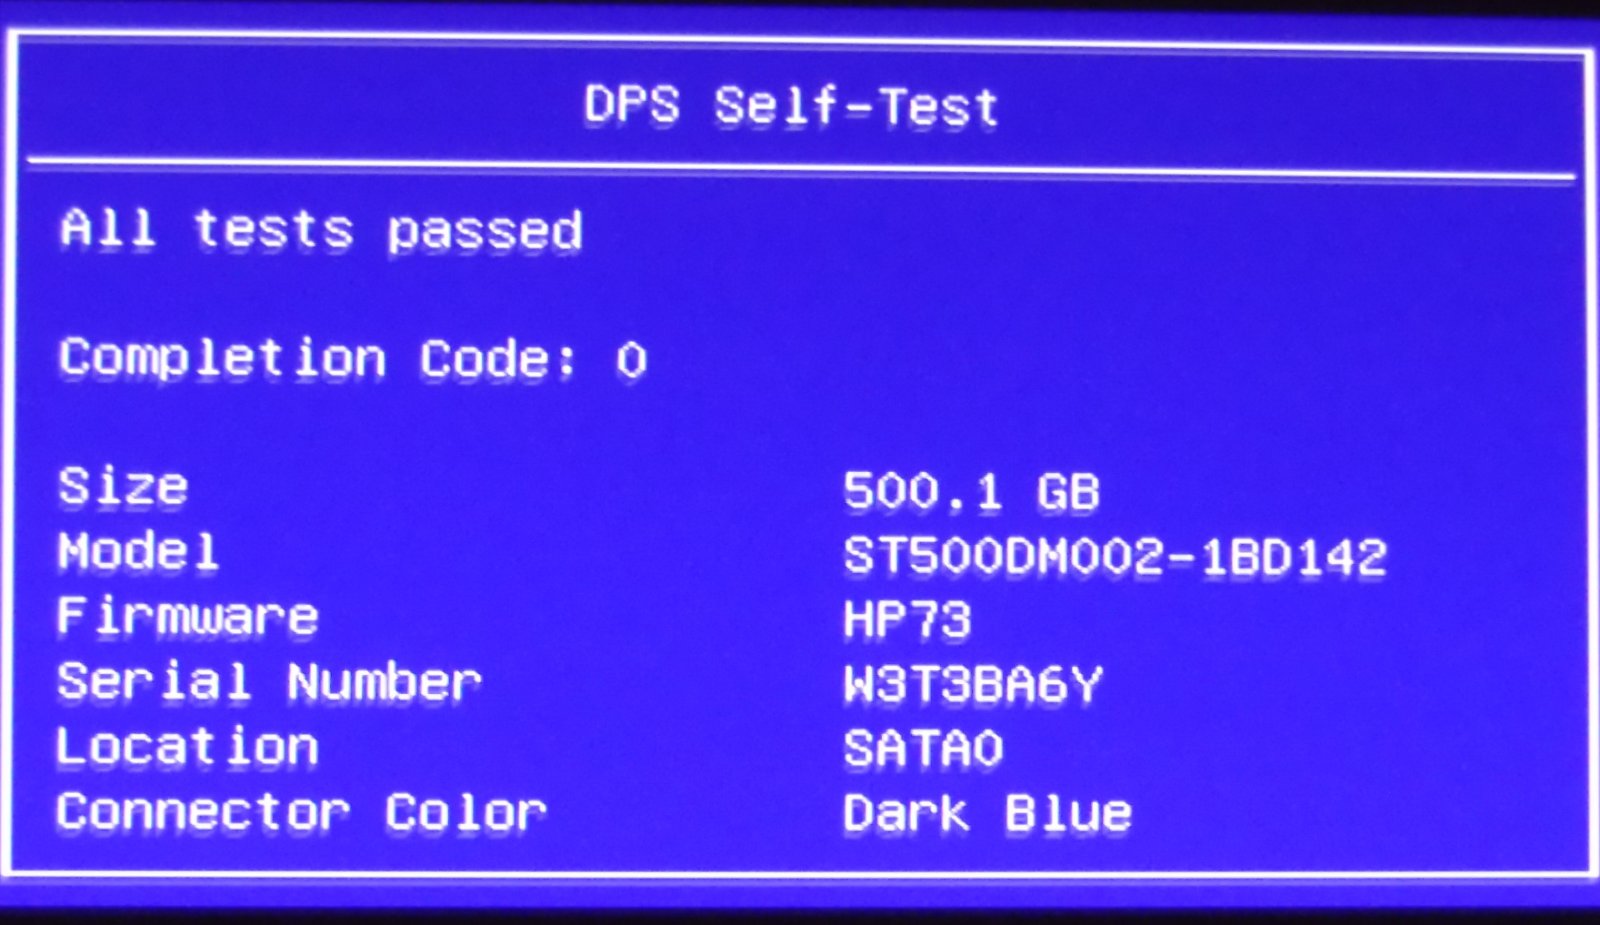 DPS Self-Test
All tests passed
Completion Code: 0
Size 500.1 GB
Model ST500DM002-1BD142
Firmware HP73
Serial Number W3T3BA6Y
Location SATA0
Connector Color Dark Blue